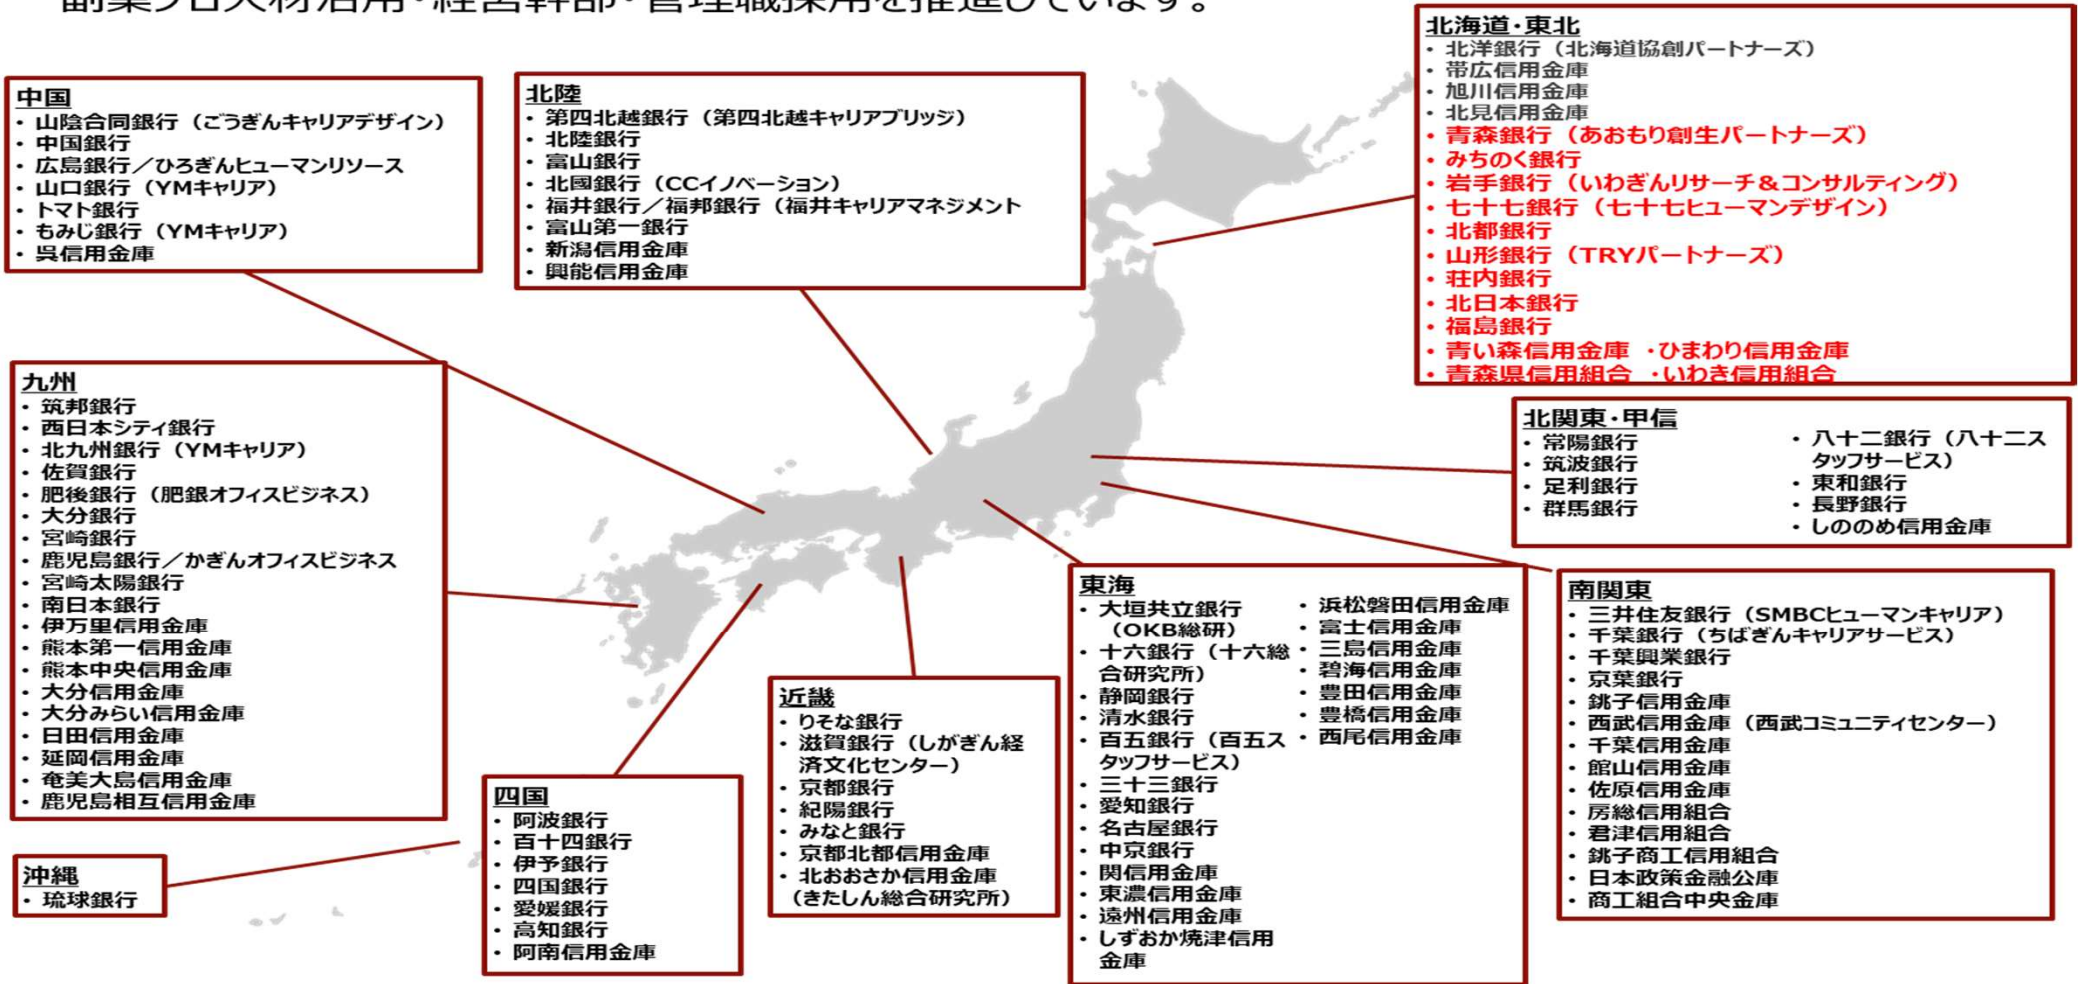 副業プロ人材活用・経営幹部・管理職採用を推進しています。
中国
・山陰合同銀行（ごうぎんキャリアデザイン）
・中国銀行
・広島銀行／ひろぎんヒューマンリソース
・山口銀行（YMキャリア）
・トマト銀行
・もみじ銀行（YMキャリア）
・呉信用金庫
北陸
・第四北越銀行（第四北越キャリアブリッジ）
・北陸銀行
・富山銀行
・北國銀行（CCイノベーション）
・福井銀行／福邦銀行（福井キャリアマネジメント
・富山第一銀行
・新潟信用金庫
・興能信用金庫
北海道・東北
・北洋銀行（北海道協創パートナーズ）
・帯広信用金庫
・旭川信用金庫
・北見信用金庫
・青森銀行（あおもり創生パートナーズ）
・みちのく銀行
・岩手銀行（いわぎんリサーチ＆コンサルティング）
・七十七銀行（七十七ヒューマンデザイン）
・北都銀行
・山形銀行（TRYパートナーズ）
・荘内銀行
・北日本銀行
・福島銀行
・青い森信用金庫 ・ひまわり信用金庫
・青森県信用組合 ・いわき信用組合
九州
・筑邦銀行
・西日本シティ銀行
・北九州銀行（YMキャリア）
・佐賀銀行
・肥後銀行（肥銀オフィスビジネス）
・大分銀行
・宮崎銀行
・鹿児島銀行／かぎんオフィスビジネス
・宮崎太陽銀行
・南日本銀行
・伊万里信用金庫
・熊本第一信用金庫
・熊本中央信用金庫
・大分信用金庫
・大分みらい信用金庫
・日田信用金庫
・延岡信用金庫
・奄美大島信用金庫
・鹿児島相互信用金庫
北関東・甲信
・常陽銀行
・筑波銀行
・足利銀行
・群馬銀行
・八十二銀行（八十二ス
タッフサービス）
・東和銀行
・長野銀行
・しののめ信用金庫
沖縄
・琉球銀行
四国
・阿波銀行
・百十四銀行
・伊予銀行
・四国銀行
・愛媛銀行
・高知銀行
・阿南信用金庫
近畿
・りそな銀行
・滋賀銀行（しがぎん経
済文化センター）
・京都銀行
・紀陽銀行
・みなと銀行
・京都北都信用金庫
・北おおさか信用金庫
（きたしん総合研究所）
東海
・大垣共立銀行
（OKB総研）
・十六銀行（十六総
合研究所）
・静岡銀行
・清水銀行
・百五銀行（百五ス
タッフサービス）
・三十三銀行
・愛知銀行
・名古屋銀行
・中京銀行
・関信用金庫
・東濃信用金庫
・遠州信用金庫
・しずおか焼津信用
金庫
・浜松磐田信用金庫
・富士信用金庫
・三島信用金庫
・碧海信用金庫
・豊田信用金庫
・豊橋信用金庫
・西尾信用金庫
南関東
・三井住友銀行（SMBCヒューマンキャリア）
・千葉銀行（ちばぎんキャリアサービス）
・千葉興業銀行
・京葉銀行
・銚子信用金庫
・西武信用金庫（西武コミュニティセンター）
・千葉信用金庫
・館山信用金庫
・佐原信用金庫
・房総信用組合
・君津信用組合
・銚子商工信用組合
・日本政策金融公庫
・商工組合中央金庫